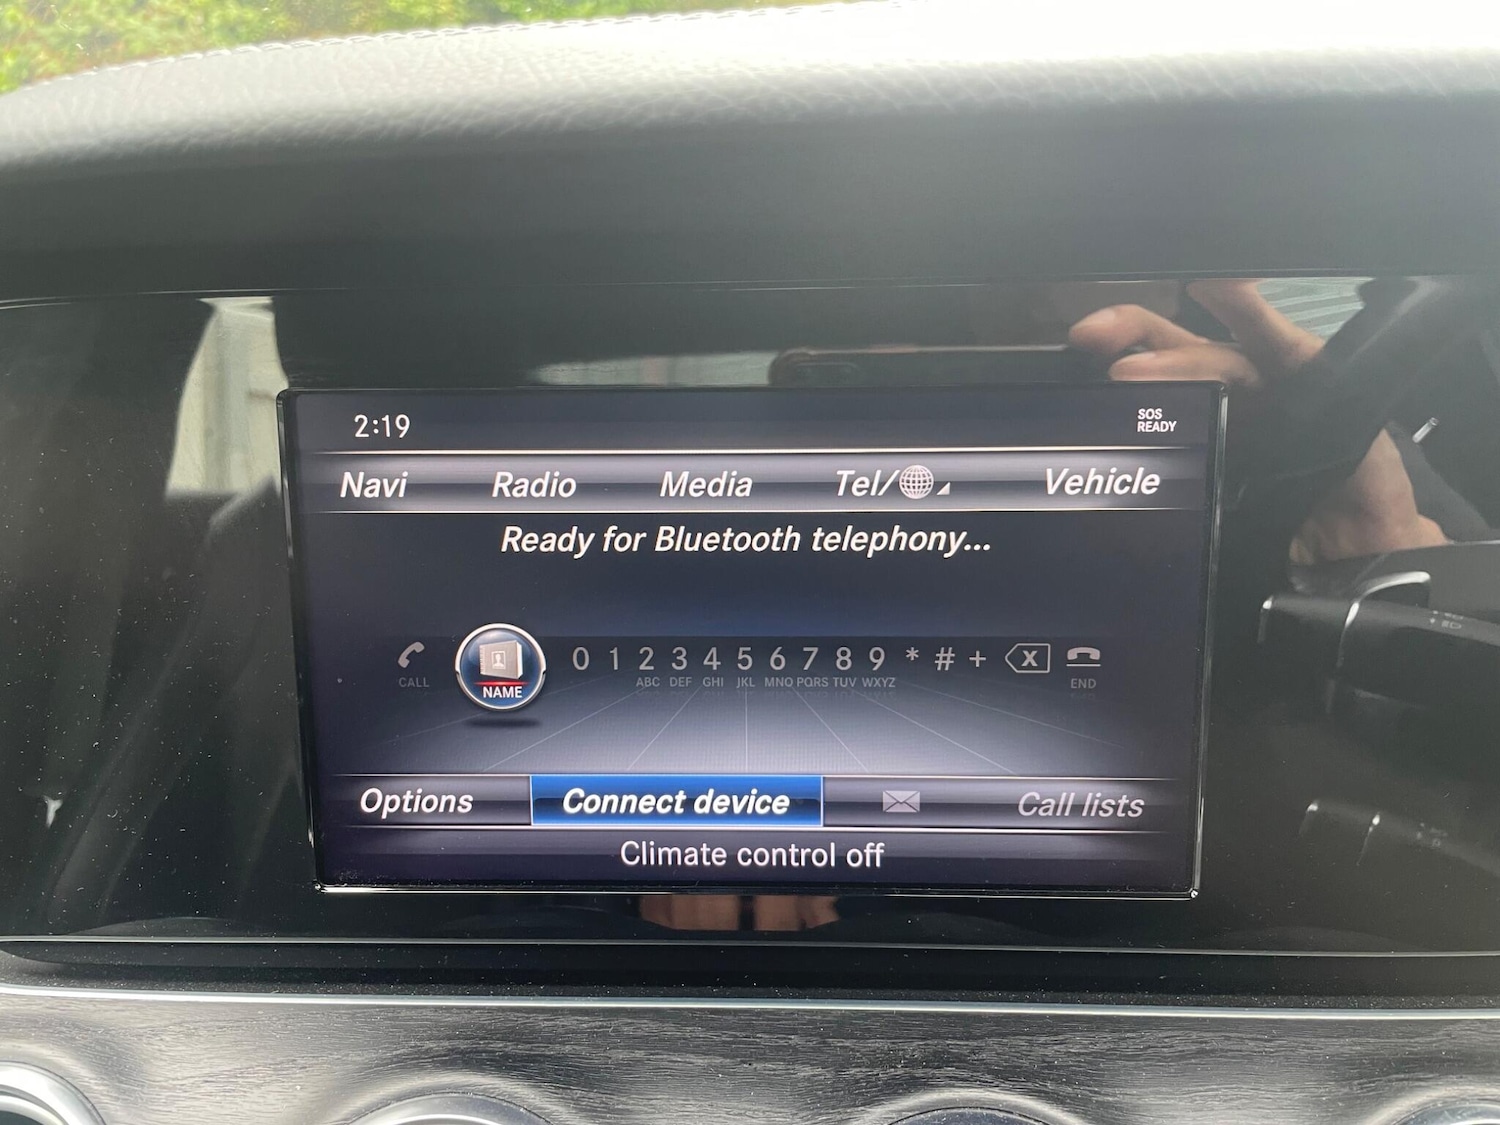 2:19
SOS
READY
Navi Radio Media Tel/ Vehicle
Ready for Bluetooth telephony...
CALL NAME 0 1 2 3 4 5 6 7 8 9 * # + X END
ABC DEF GHI JKL MNO PQRS TUV WXYZ
Options Connect device Call lists
Climate control off